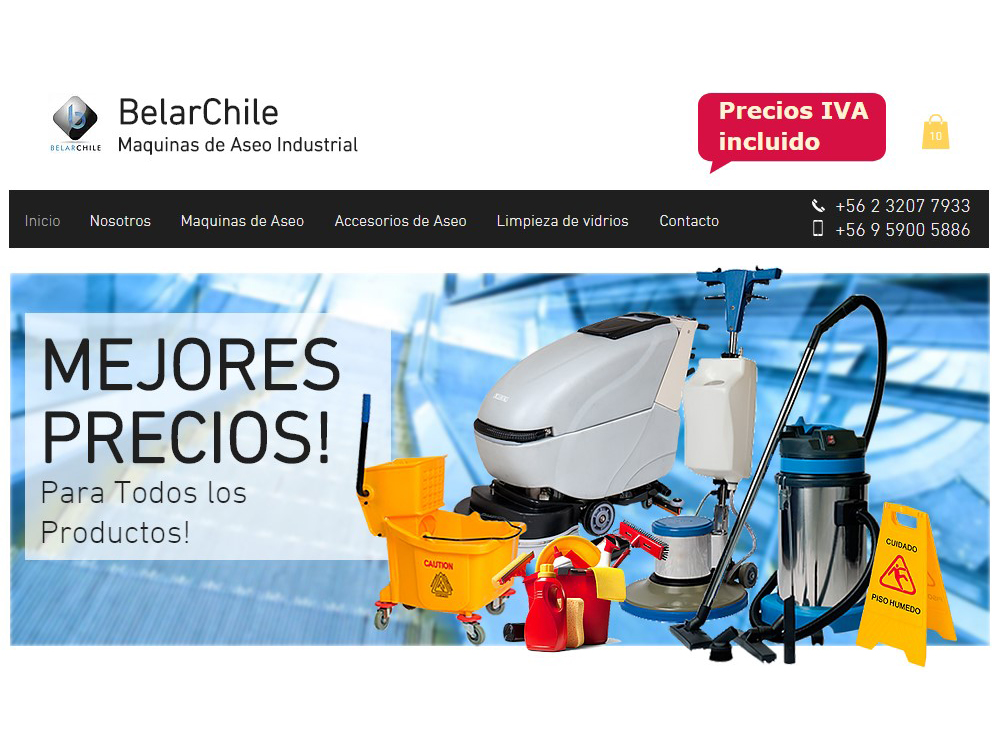 BELARCHILE
BelarChile
Maquinas de Aseo Industrial
Precios IVA
incluido
10
Inicio
Nosotros
Maquinas de Aseo
Accesorios de Aseo
Limpieza de vidrios
Contacto
+56 2 3207 7933
+56 9 5900 5886
MEJORES
PRECIOS!
Para Todos los
Productos!
CAUTION
CUIDADO
PISO HUMEDO